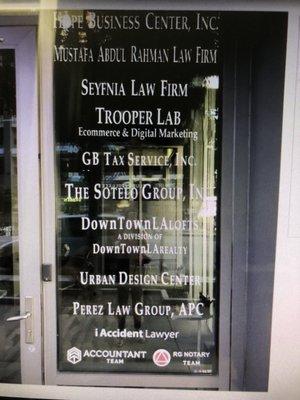 Hope Business Center, Inc.
Mustafa Abdul Rahman Law Firm
Seyfnia Law Firm
Trooper Lab
Ecommerce & Digital Marketing
GB Tax Service, Inc.
The Sotelo Group, Inc.
DownTownLALofts
A Division of
DownTownLARealty
Urban Design Center
Perez Law Group, APC
i Accident Lawyer
ACCOUNTANT TEAM
RG NOTARY TEAM